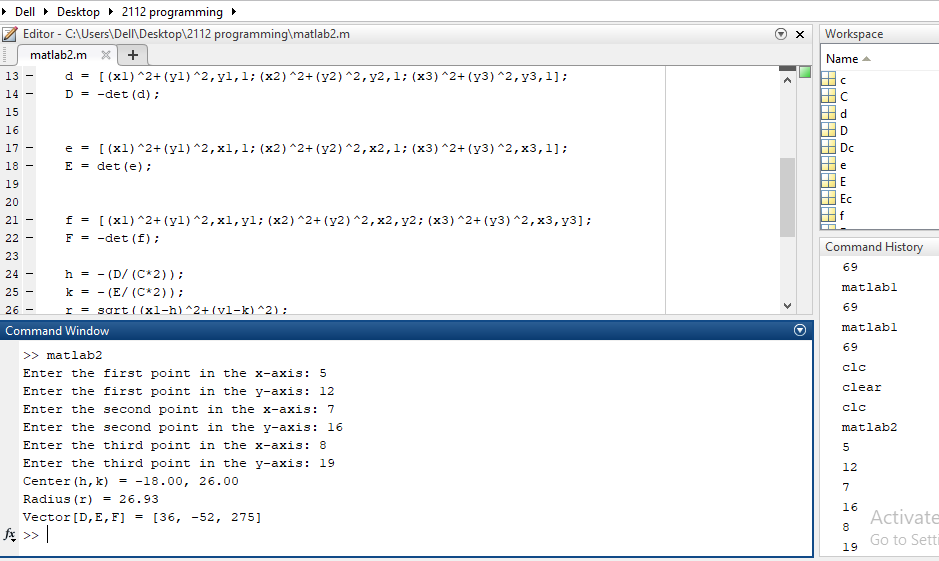 Dell Desktop 2112 programming
Editor - C:\Users\Dell\Desktop\2112 programming\matlab2.m
matlab2.m
13 - d = [(x1)^2+(y1)^2,y1,1;(x2)^2+(y2)^2,y2,1;(x3)^2+(y3)^2,y3,1];
14 - D = -det(d);
15
16
17 - e = [(x1)^2+(y1)^2,x1,1;(x2)^2+(y2)^2,x2,1;(x3)^2+(y3)^2,x3,1];
18 - E = det(e);
19
20
21 - f = [(x1)^2+(y1)^2,x1,y1;(x2)^2+(y2)^2,x2,y2;(x3)^2+(y3)^2,x3,y3];
22 - F = -det(f);
23
24 - h = -(D/(C*2));
25 - k = -(E/(C*2));
26 - r = sqrt((x1-h)^2+(y1-k)^2);
Command Window
>> matlab2
Enter the first point in the x-axis: 5
Enter the first point in the y-axis: 12
Enter the second point in the x-axis: 7
Enter the second point in the y-axis: 16
Enter the third point in the x-axis: 8
Enter the third point in the y-axis: 19
Center(h,k) = -18.00, 26.00
Radius(r) = 26.93
Vector[D,E,F] = [36, -52, 275]
fx >>
Workspace
Name
c
C
d
D
Dc
e
E
Ec
f
Command History
69
matlab1
69
matlab1
69
clc
clear
clc
matlab2
5
12
7
16
8
19
Activate
Go to Setti